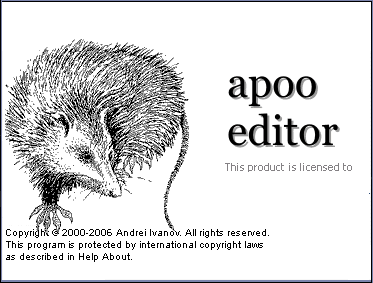 apoo
editor
This product is licensed to
Copyright © 2000-2006 Andrei Ivanov. All rights reserved.
This program is protected by international copyright laws
as described in Help About.